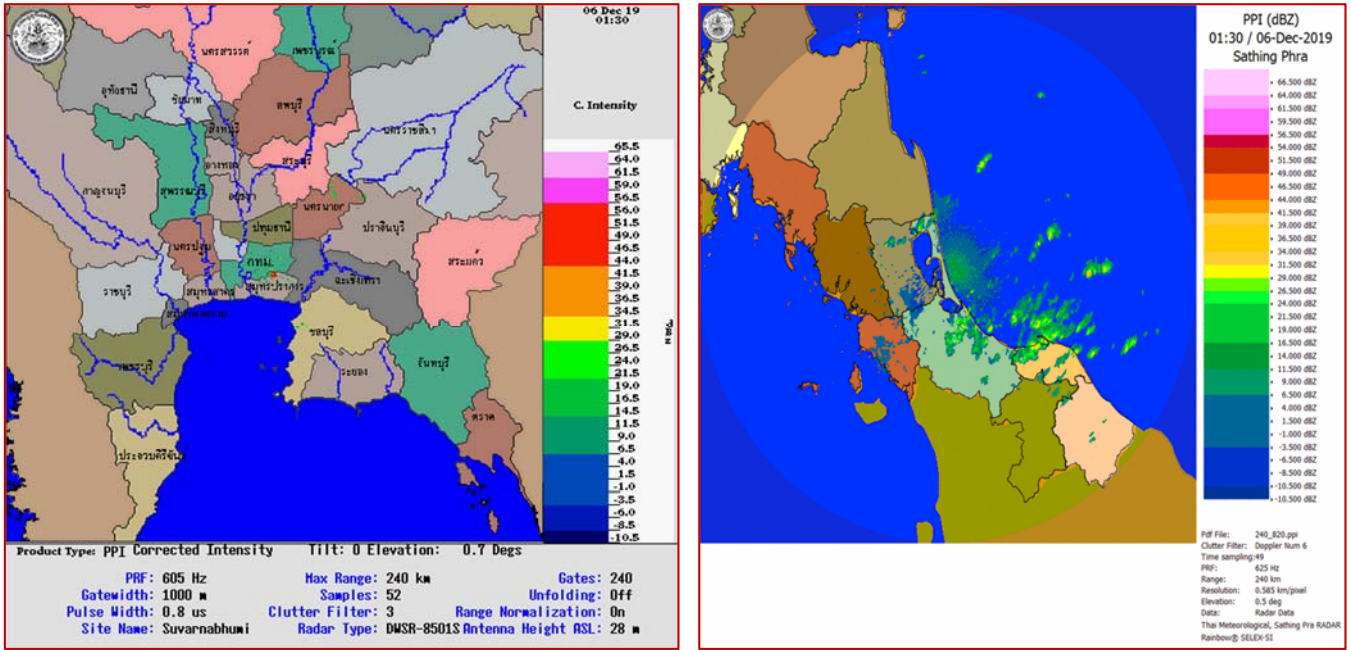 06 Dec 19
01:30
C. Intensity
65.5
64.0
61.5
59.0
56.5
56.0
51.5
49.0
46.5
44.0
41.5
39.0
36.5
34.5
31.5
29.0
26.5
24.0
21.5
19.0
16.5
14.5
11.5
9.0
6.5
4.0
1.5
-1.0
-3.5
-6.0
-8.5
-10.5
นครสวรรค์
เพชรบูรณ์
อุทัยธานี
ชัยนาท
ลพบุรี
สิงห์บุรี
นครราชสีมา
อ่างทอง
สระบุรี
กาญจนบุรี
สุพรรณบุรี
อยุธยา
นครนายก
ปทุมธานี
ปราจีนบุรี
นครปฐม
กทม.
สระแก้ว
ราชบุรี
สมุทรสาคร
สมุทรปราการ
ฉะเชิงเทรา
ชลบุรี
เพชรบุรี
ระยอง
จันทบุรี
ตราด
ประจวบคีรีขันธ์
Product Type: PPI Corrected Intensity Tilt: 0 Elevation: 0.7 Degs
PRF: 605 Hz Max Range: 240 km Gates: 240
Gatewidth: 1000 m Samples: 52 Unfolding: Off
Pulse Width: 0.8 us Clutter Filter: 3 Range Normalization: On
Site Name: Suvarnabhumi Radar Type: DWSR-8501S Antenna Height ASL: 28 m
PPI (dBZ)
01:30 / 06-Dec-2019
Sathing Phra
66.500 dBZ
64.000 dBZ
61.500 dBZ
59.500 dBZ
56.500 dBZ
54.000 dBZ
51.500 dBZ
49.000 dBZ
46.500 dBZ
44.000 dBZ
41.500 dBZ
39.000 dBZ
36.500 dBZ
34.000 dBZ
31.500 dBZ
29.000 dBZ
26.500 dBZ
24.000 dBZ
21.500 dBZ
19.000 dBZ
16.500 dBZ
14.000 dBZ
11.500 dBZ
9.000 dBZ
6.500 dBZ
4.000 dBZ
1.500 dBZ
-1.000 dBZ
-3.500 dBZ
-6.500 dBZ
-8.500 dBZ
-10.500 dBZ
-10.500 dBZ
Pdf File: 240_820.ppi
Clutter Filter: Doppler Num 6
Time sampling:49
PRF: 625 Hz
Range: 240 km
Resolution: 0.585 km/pixel
Elevation: 0.5 deg
Data: Radar Data
Thai Meteorological, Sathing Pra RADAR
Rainbow® SELEX-SI